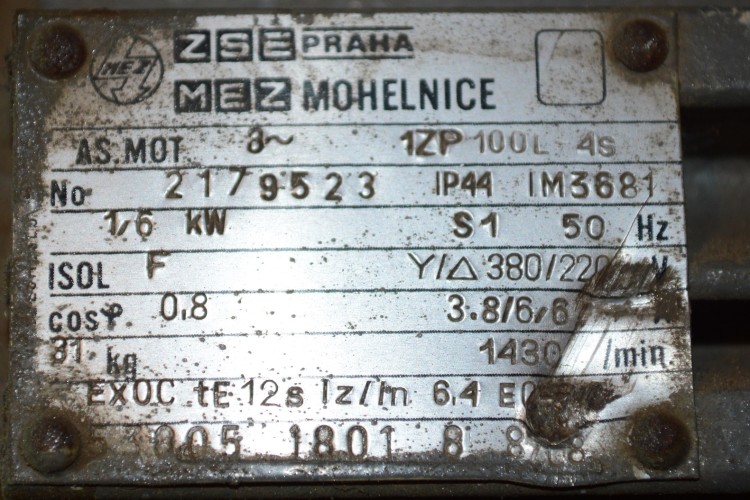 MEZ ZSE PRAHA
MEZ MOHELNICE
AS.MOT 3~ 1ZP 100L 4s
No 2179523 IP44 IM3681
1,6 kW S1 50 Hz
ISOL F Y/△ 380/220 V
cosφ. 0,8 3.8/6,6
31 kg 1430 /min.
EXOC tE 12s Iz/In 6,4
1801 8